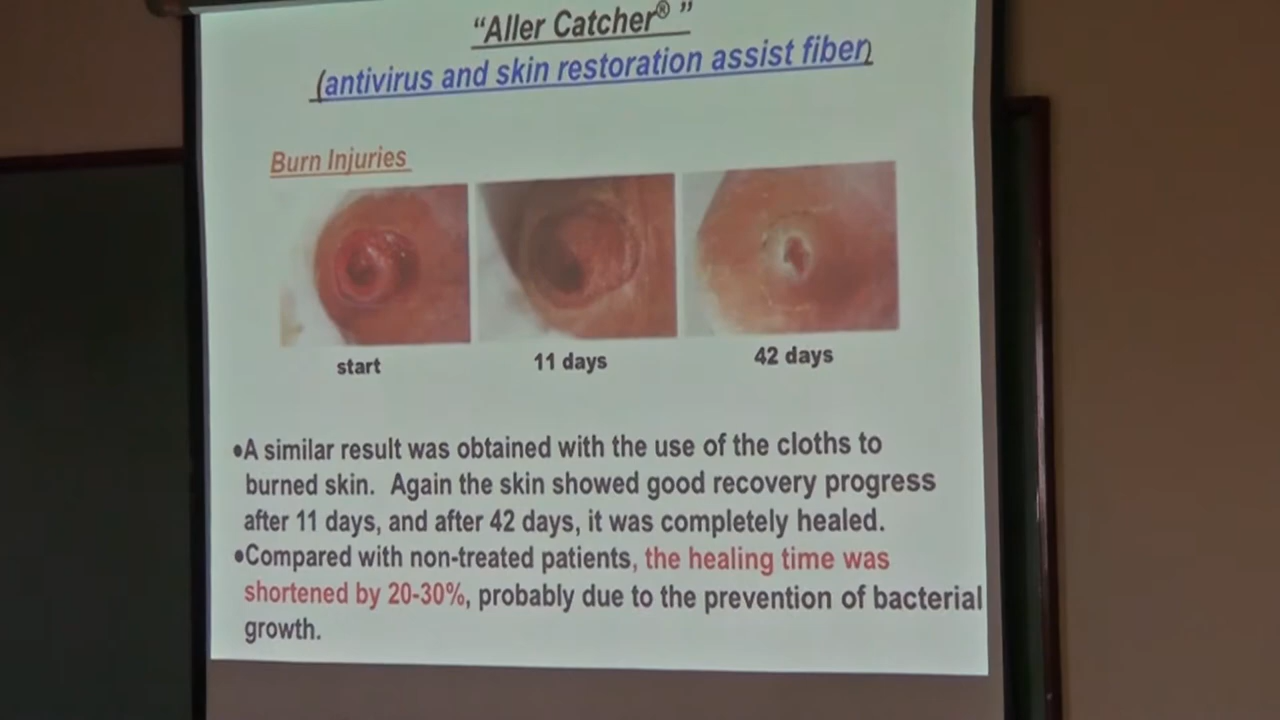 “Aller Catcher® ”
(antivirus and skin restoration assist fiber)
Burn Injuries
start
11 days
42 days
•A similar result was obtained with the use of the cloths to
burned skin. Again the skin showed good recovery progress
after 11 days, and after 42 days, it was completely healed.
•Compared with non-treated patients, the healing time was
shortened by 20-30%, probably due to the prevention of bacterial
growth.